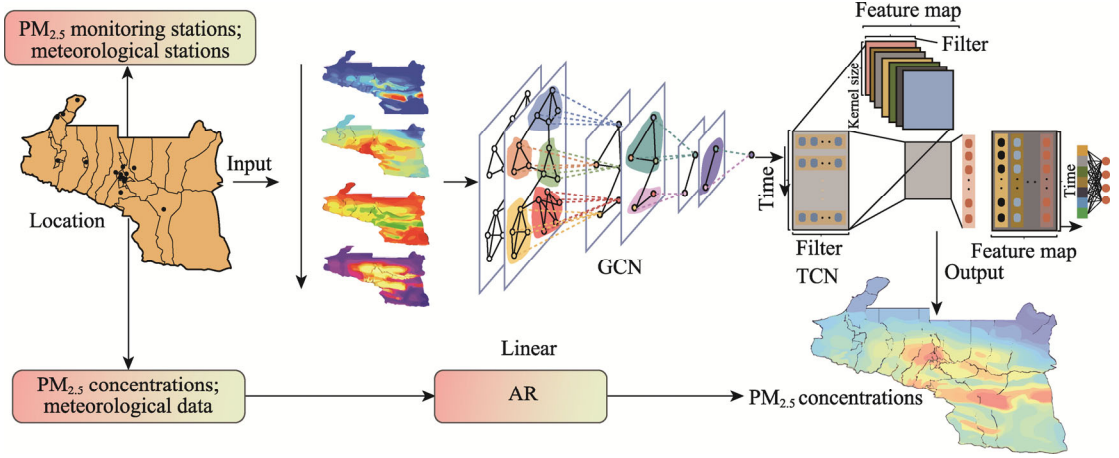 PM2.5 monitoring stations;
meteorological stations
Location
Input
GCN
Feature map
Filter
Kernel size
Time
Filter
TCN
Feature map
Time
Output
PM2.5 concentrations;
meteorological data
Linear
AR
PM2.5 concentrations